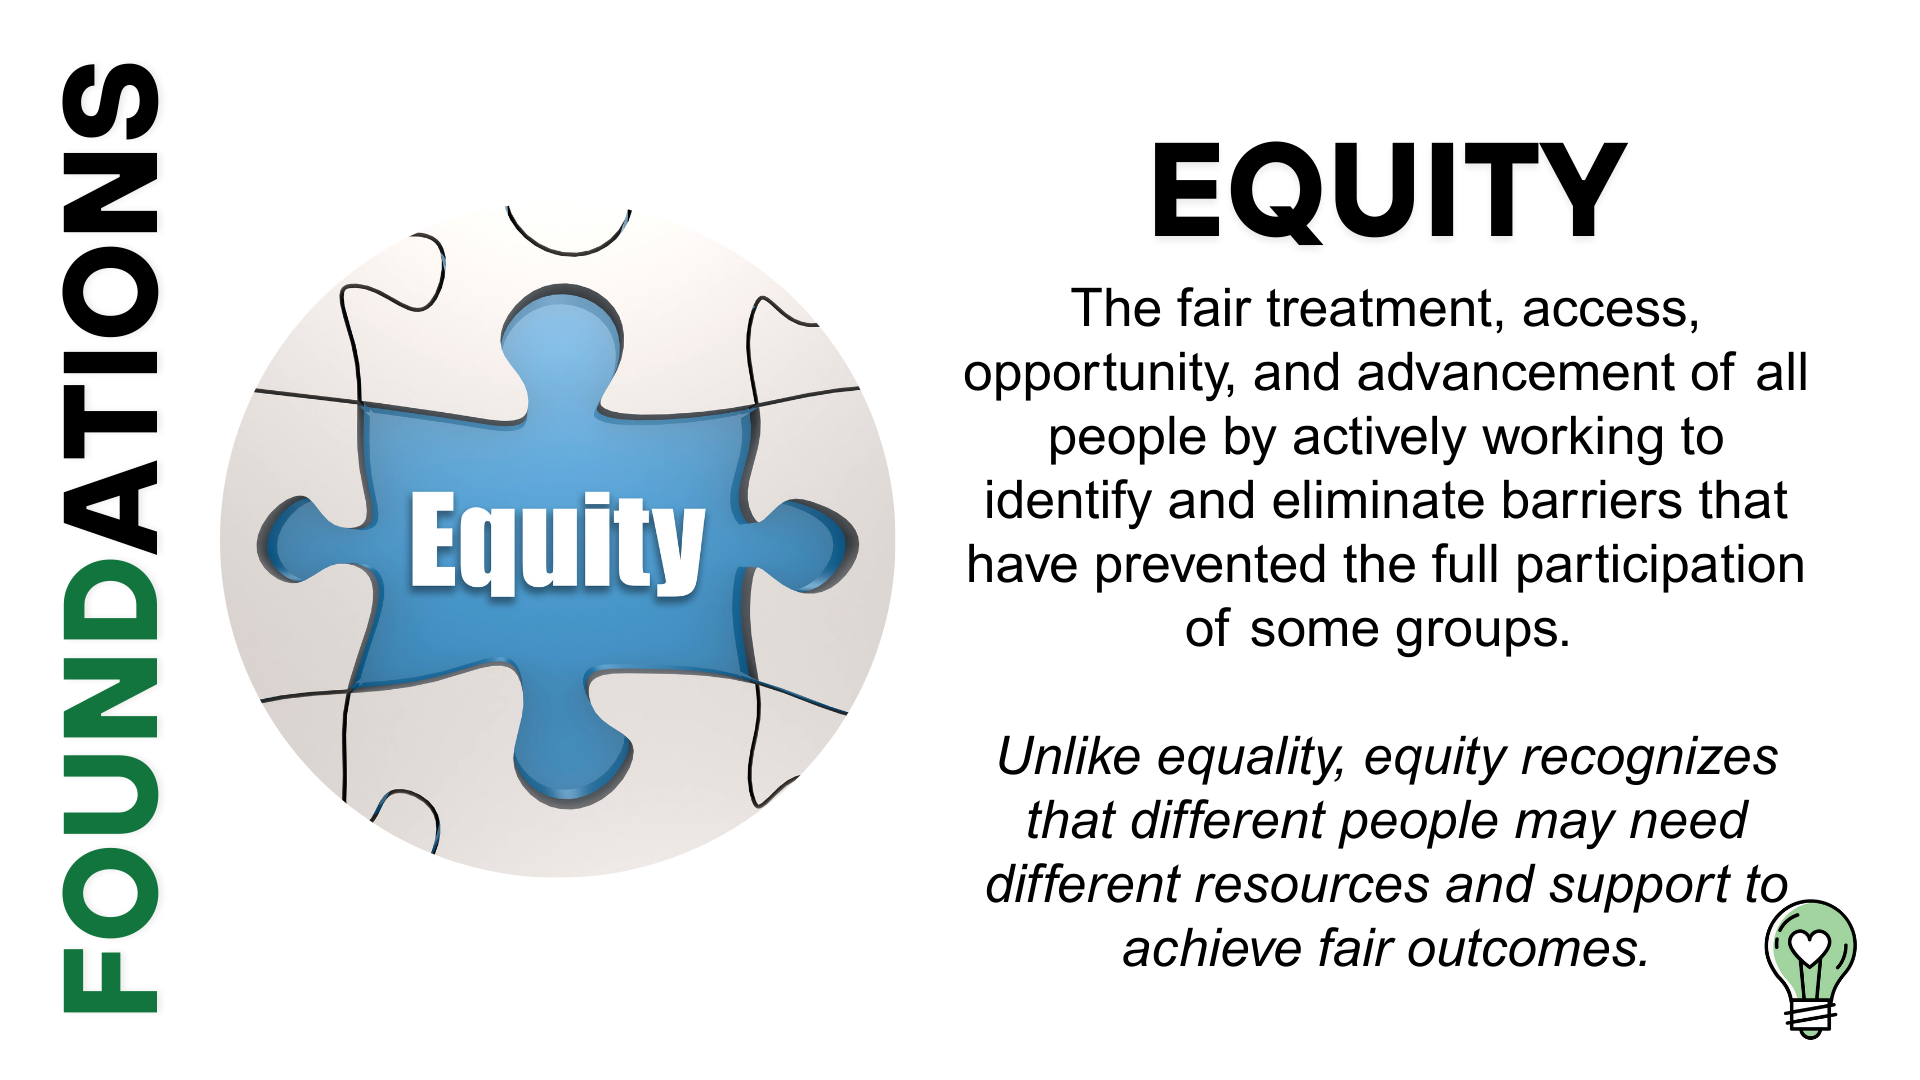 FOUNDATIONS
Equity
EQUITY
The fair treatment, access,
opportunity, and advancement of all
people by actively working to
identify and eliminate barriers that
have prevented the full participation
of some groups.
Unlike equality, equity recognizes
that different people may need
different resources and support to
achieve fair outcomes.